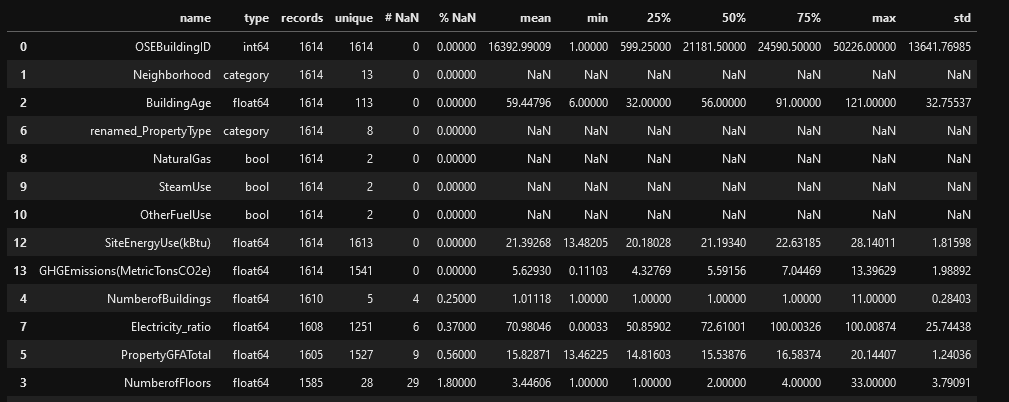 name type records unique # NaN % NaN mean min 25% 50% 75% max std
0 OSEBuildingID int64 1614 1614 0 0.00000 16392.99009 1.00000 599.25000 21181.50000 24590.50000 50226.00000 13641.76985
1 Neighborhood category 1614 13 0 0.00000 NaN NaN NaN NaN NaN NaN NaN
2 BuildingAge float64 1614 113 0 0.00000 59.44796 6.00000 32.00000 56.00000 91.00000 121.00000 32.75537
6 renamed_PropertyType category 1614 8 0 0.00000 NaN NaN NaN NaN NaN NaN NaN
8 NaturalGas bool 1614 2 0 0.00000 NaN NaN NaN NaN NaN NaN NaN
9 SteamUse bool 1614 2 0 0.00000 NaN NaN NaN NaN NaN NaN NaN
10 OtherFuelUse bool 1614 2 0 0.00000 NaN NaN NaN NaN NaN NaN NaN
12 SiteEnergyUse(kBtu) float64 1614 1613 0 0.00000 21.39268 13.48205 20.18028 21.19340 22.63185 28.14011 1.81598
13 GHGEmissions(MetricTonsCO2e) float64 1614 1541 0 0.00000 5.62930 0.11103 4.32769 5.59156 7.04469 13.39629 1.98892
4 NumberofBuildings float64 1610 5 4 0.25000 1.01118 1.00000 1.00000 1.00000 1.00000 11.00000 0.28403
7 Electricity_ratio float64 1608 1251 6 0.37000 70.98046 0.00033 50.85902 72.61001 100.00326 100.00874 25.74438
5 PropertyGFATotal float64 1605 1527 9 0.56000 15.82871 13.46225 14.81603 15.53876 16.58374 20.14407 1.24036
3 NumberofFloors float64 1585 28 29 1.80000 3.44606 1.00000 1.00000 2.00000 4.00000 33.00000 3.79091